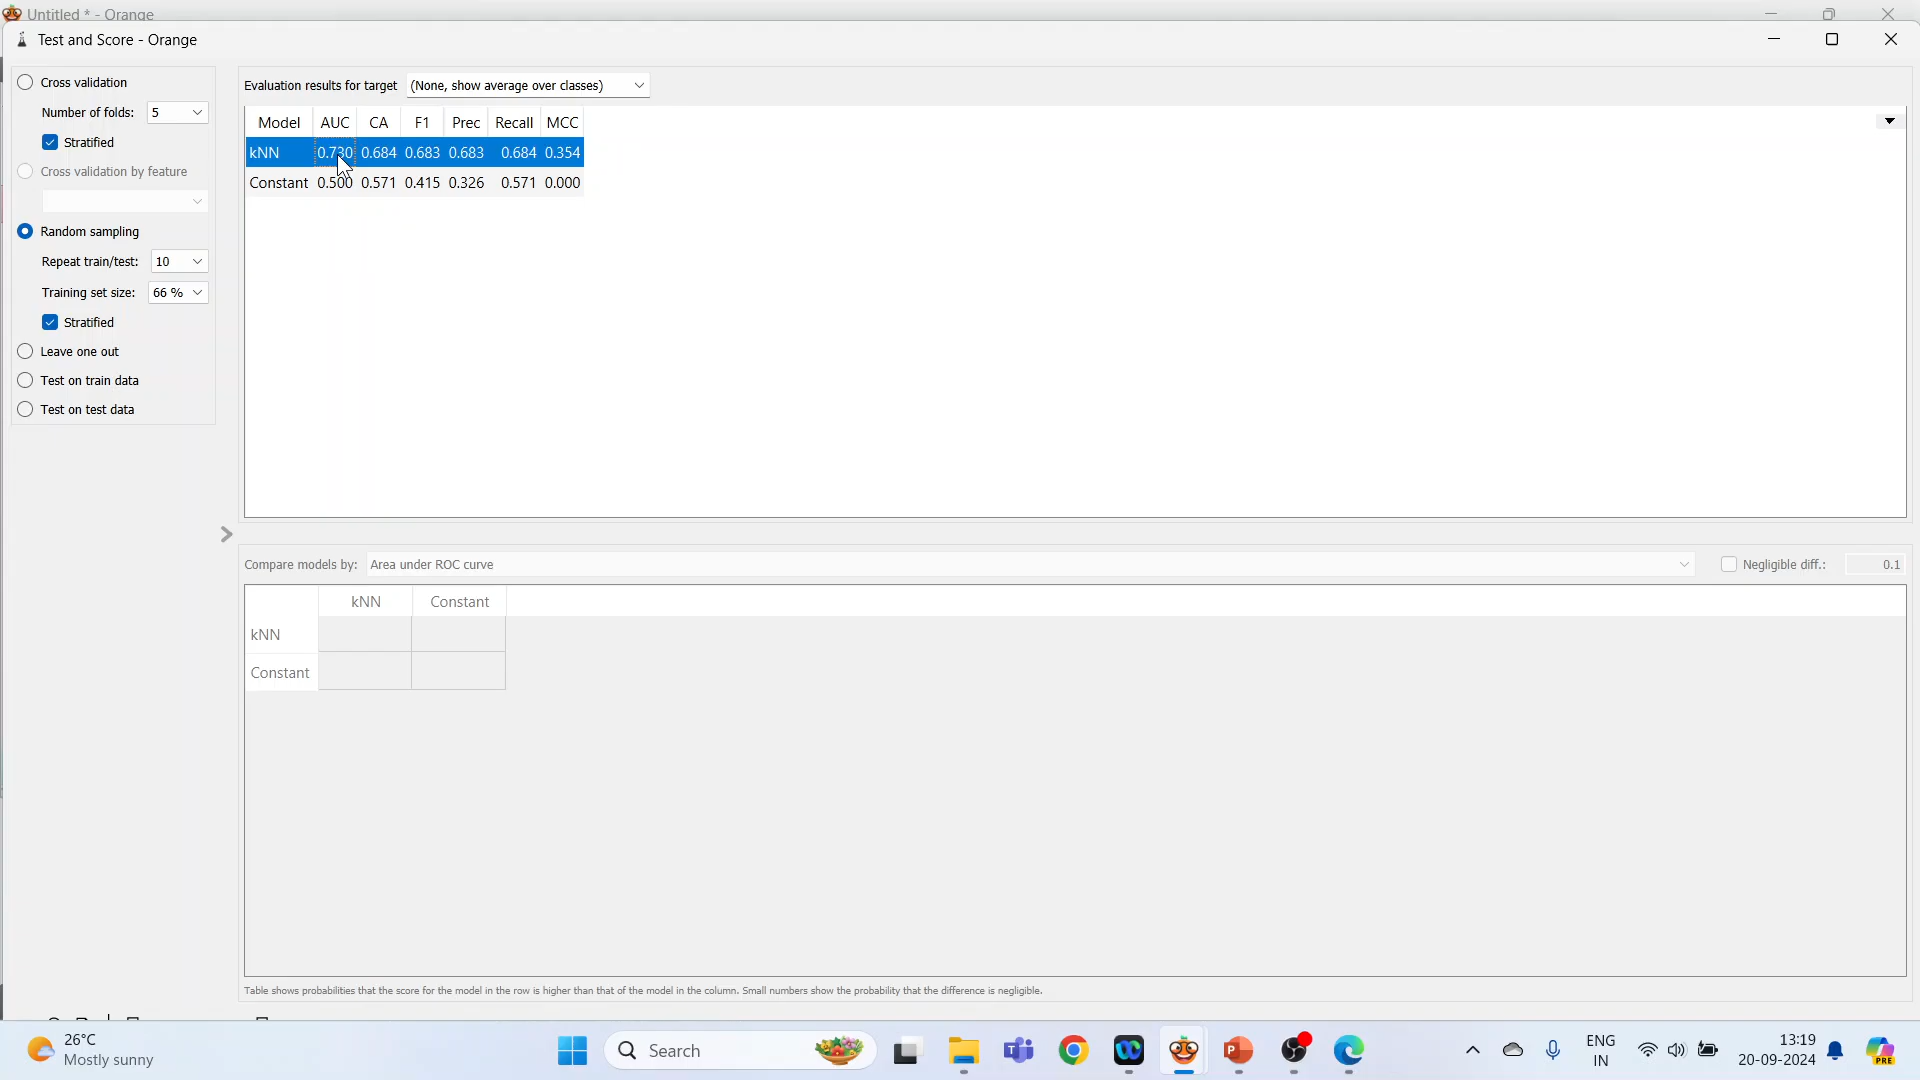 Untitled * - Orange
Test and Score - Orange
Cross validation
Number of folds: 5
Stratified
Cross validation by feature
Random sampling
Repeat train/test: 10
Training set size: 66 %
Stratified
Leave one out
Test on train data
Test on test data
Evaluation results for target (None, show average over classes)
Model AUC CA F1 Prec Recall MCC
kNN 0.730 0.684 0.683 0.683 0.684 0.354
Constant 0.500 0.571 0.415 0.326 0.571 0.000
Compare models by: Area under ROC curve
Negligible diff.: 0.1
kNN Constant
kNN
Constant
Table shows probabilities that the score for the model in the row is higher than that of the model in the column. Small numbers show the probability that the difference is negligible.
26°C
Mostly sunny
Search
ENG
IN
13:19
20-09-2024
PRE